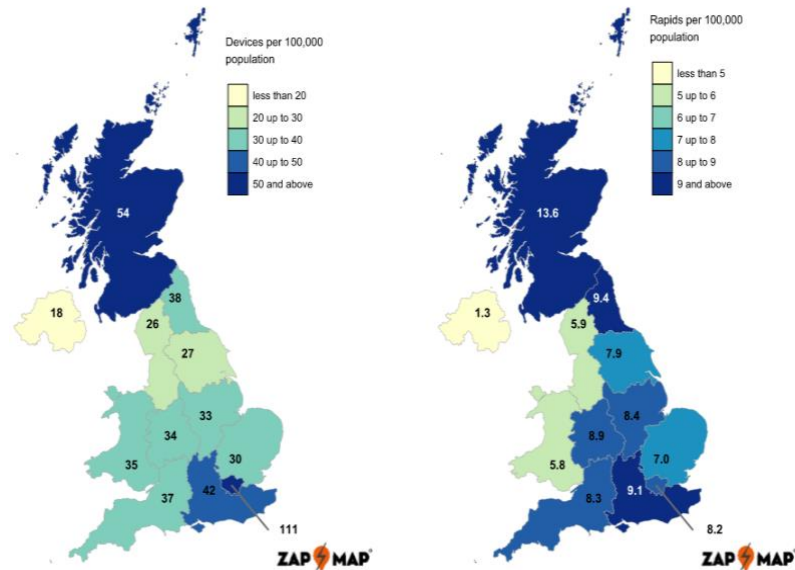 Devices per 100,000
population
less than 20
20 up to 30
30 up to 40
40 up to 50
50 and above
54
38
18
26
27
33
34
35
30
37
42
111
ZAP MAP
Rapids per 100,000
population
less than 5
5 up to 6
6 up to 7
7 up to 8
8 up to 9
9 and above
13.6
9.4
1.3
5.9
7.9
8.4
8.9
5.8
7.0
8.3
9.1
8.2
ZAP MAP